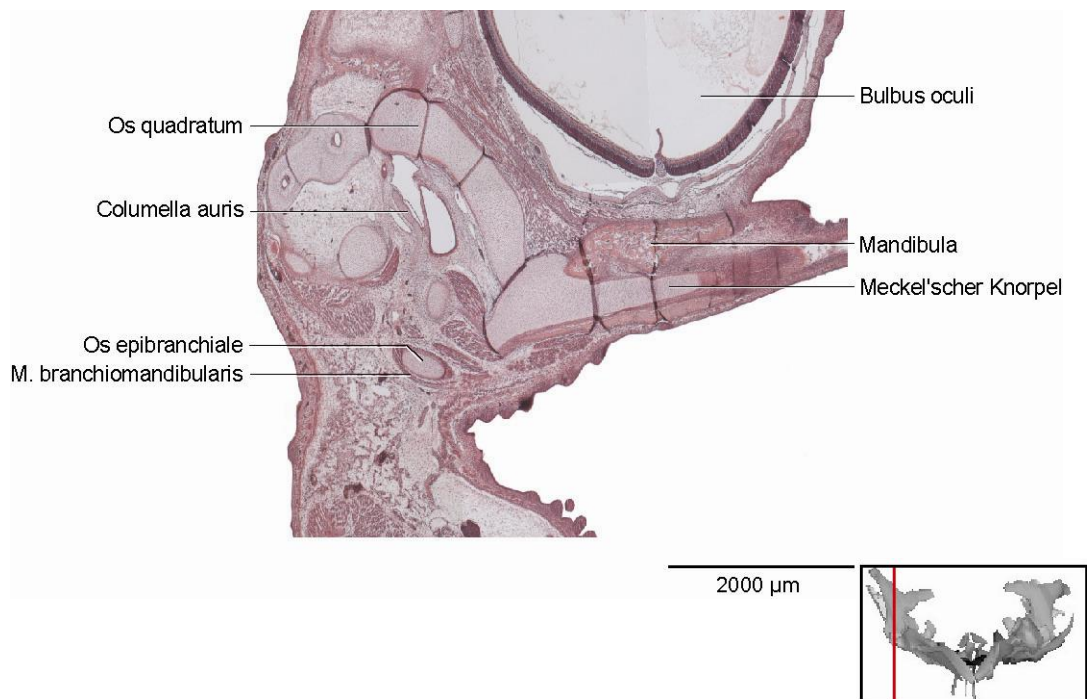 Os quadratum
Columella auris
Os epibranchiale
M. branchiomandibularis
Bulbus oculi
Mandibula
Meckel'scher Knorpel
2000 µm